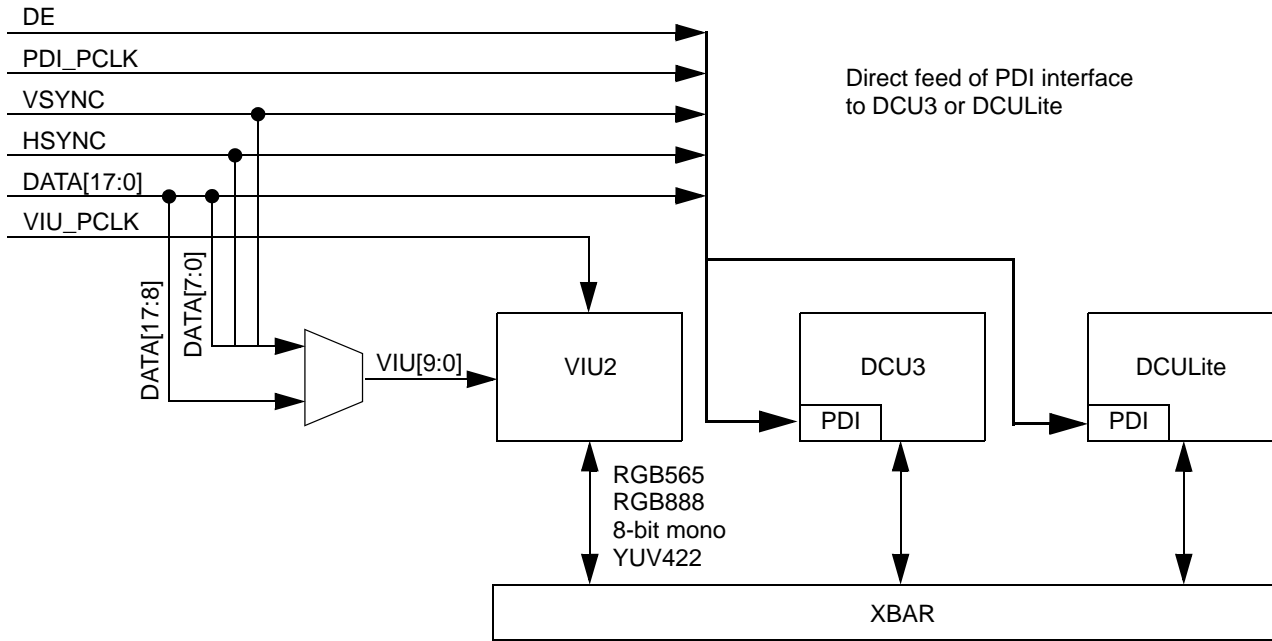 DE
PDI_PCLK
VSYNC
HSYNC
DATA[17:0]
VIU_PCLK
Direct feed of PDI interface
to DCU3 or DCULite
DATA[17:8]
DATA[7:0]
VIU[9:0]
VIU2
DCU3
PDI
DCULite
PDI
RGB565
RGB888
8-bit mono
YUV422
XBAR